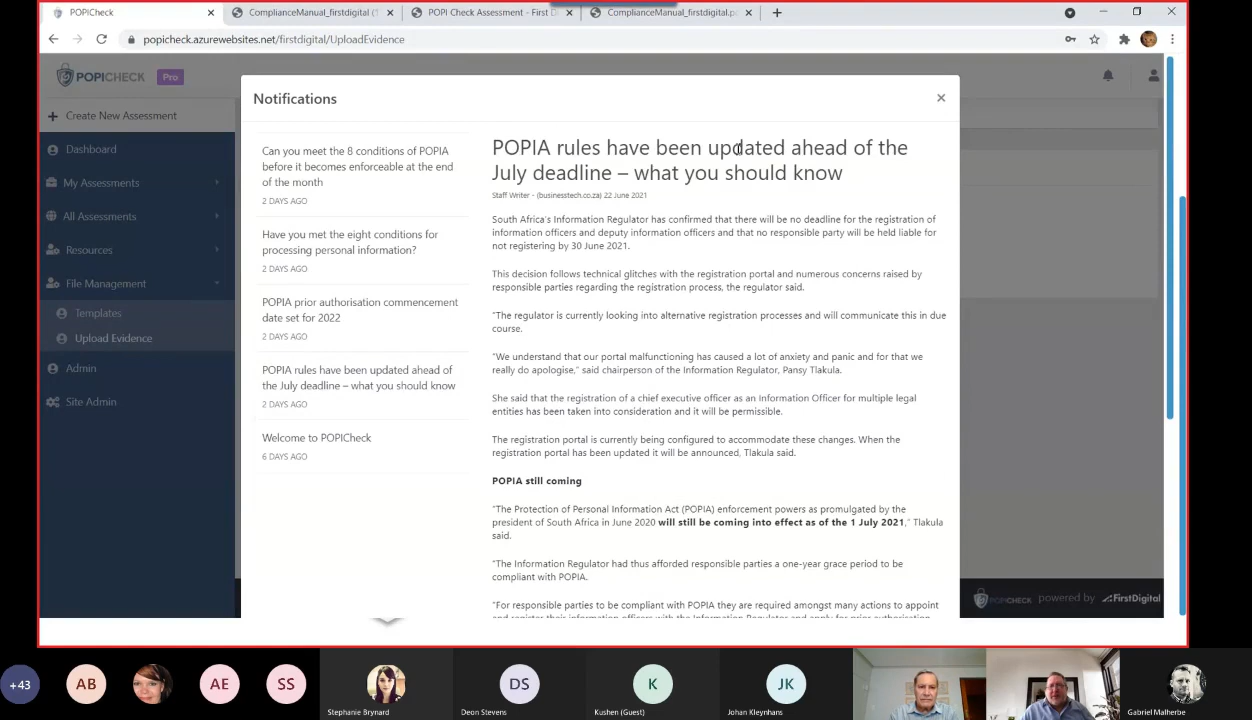 POPICheck
ComplianceManual_firstdigital (1
POPI Check Assessment - First D
ComplianceManual_firstdigital.p
popicheck.azurewebsites.net/firstdigital/UploadEvidence
POPICHECK Pro
Create New Assessment
Dashboard
My Assessments
All Assessments
Resources
File Management
Templates
Upload Evidence
Admin
Site Admin
Notifications
Can you meet the 8 conditions of POPIA
before it becomes enforceable at the end
of the month
2 DAYS AGO
Have you met the eight conditions for
processing personal information?
2 DAYS AGO
POPIA prior authorisation commencement
date set for 2022
2 DAYS AGO
POPIA rules have been updated ahead of
the July deadline – what you should know
2 DAYS AGO
Welcome to POPICheck
6 DAYS AGO
POPIA rules have been updated ahead of the
July deadline – what you should know
Staff Writer - (businesstech.co.za) 22 June 2021
South Africa's Information Regulator has confirmed that there will be no deadline for the registration of
information officers and deputy information officers and that no responsible party will be held liable for
not registering by 30 June 2021.
This decision follows technical glitches with the registration portal and numerous concerns raised by
responsible parties regarding the registration process, the regulator said.
"The regulator is currently looking into alternative registration processes and will communicate this in due
course.
"We understand that our portal malfunctioning has caused a lot of anxiety and panic and for that we
really do apologise," said chairperson of the Information Regulator, Pansy Tlakula.
She said that the registration of a chief executive officer as an Information Officer for multiple legal
entities has been taken into consideration and it will be permissible.
The registration portal is currently being configured to accommodate these changes. When the
registration portal has been updated it will be announced, Tlakula said.
POPIA still coming
"The Protection of Personal Information Act (POPIA) enforcement powers as promulgated by the
president of South Africa in June 2020 will still be coming into effect as of the 1 July 2021," Tlakula
said.
"The Information Regulator had thus afforded responsible parties a one-year grace period to be
compliant with POPIA.
"For responsible parties to be compliant with POPIA they are required amongst many actions to appoint
and register their information officers with the Information Regulator and apply for prior authorisation
POPICHECK powered by FirstDigital
+43
AB
AE
SS
Stephanie Brynard
DS
Deon Stevens
K
Kushen (Guest)
JK
Johan Kleynhans
Gabriel Malherbe